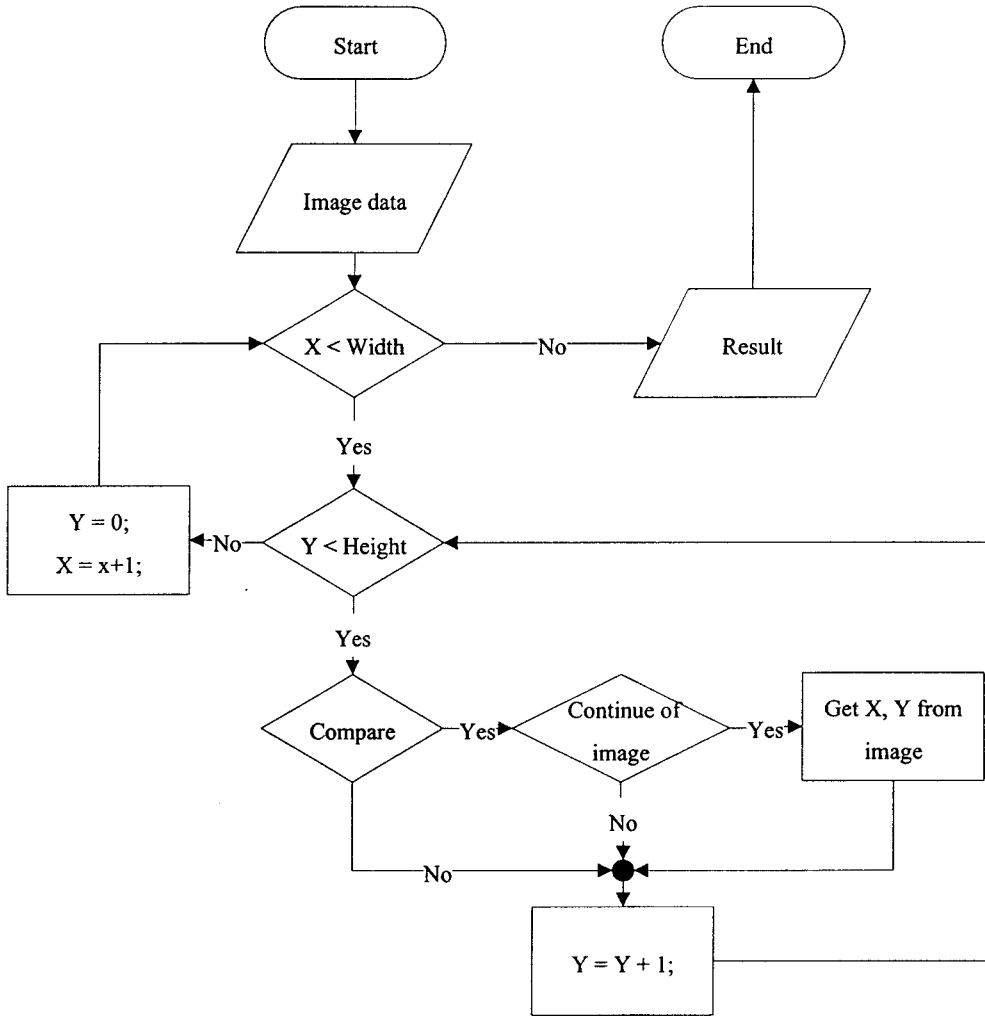 Start
End
Image data
X < Width
No
Result
Yes
Y = 0;
X = x+1;
No
Y < Height
Yes
Compare
Yes
Continue of
image
Yes
Get X, Y from
image
No
No
Y = Y + 1;